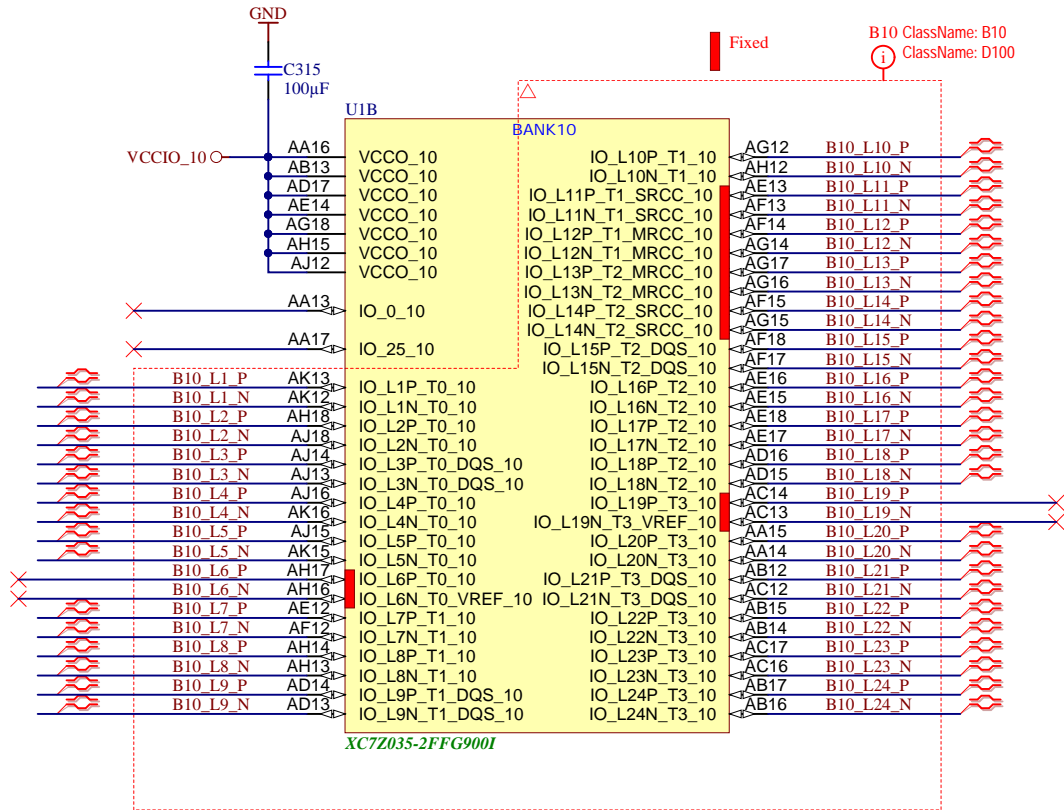 GND
C315
100µF
Fixed
B10 ClassName: B10
ClassName: D100
i
U1B
BANK10
VCCIO_10
AA16 VCCO_10
AB13 VCCO_10
AD17 VCCO_10
AE14 VCCO_10
AG18 VCCO_10
AH15 VCCO_10
AJ12 VCCO_10
AA13 IO_0_10
AA17 IO_25_10
B10_L1_P AK13 IO_L1P_T0_10
B10_L1_N AK12 IO_L1N_T0_10
B10_L2_P AH18 IO_L2P_T0_10
B10_L2_N AJ18 IO_L2N_T0_10
B10_L3_P AJ14 IO_L3P_T0_DQS_10
B10_L3_N AJ13 IO_L3N_T0_DQS_10
B10_L4_P AJ16 IO_L4P_T0_10
B10_L4_N AK16 IO_L4N_T0_10
B10_L5_P AJ15 IO_L5P_T0_10
B10_L5_N AK15 IO_L5N_T0_10
B10_L6_P AH17 IO_L6P_T0_10
B10_L6_N AH16 IO_L6N_T0_VREF_10
B10_L7_P AE12 IO_L7P_T1_10
B10_L7_N AF12 IO_L7N_T1_10
B10_L8_P AH14 IO_L8P_T1_10
B10_L8_N AH13 IO_L8N_T1_10
B10_L9_P AD14 IO_L9P_T1_DQS_10
B10_L9_N AD13 IO_L9N_T1_DQS_10
IO_L10P_T1_10 AG12 B10_L10_P
IO_L10N_T1_10 AH12 B10_L10_N
IO_L11P_T1_SRCC_10 AE13 B10_L11_P
IO_L11N_T1_SRCC_10 AF13 B10_L11_N
IO_L12P_T1_MRCC_10 AF14 B10_L12_P
IO_L12N_T1_MRCC_10 AG14 B10_L12_N
IO_L13P_T2_MRCC_10 AG17 B10_L13_P
IO_L13N_T2_MRCC_10 AG16 B10_L13_N
IO_L14P_T2_SRCC_10 AF15 B10_L14_P
IO_L14N_T2_SRCC_10 AG15 B10_L14_N
IO_L15P_T2_DQS_10 AF18 B10_L15_P
IO_L15N_T2_DQS_10 AF17 B10_L15_N
IO_L16P_T2_10 AE16 B10_L16_P
IO_L16N_T2_10 AE15 B10_L16_N
IO_L17P_T2_10 AE18 B10_L17_P
IO_L17N_T2_10 AE17 B10_L17_N
IO_L18P_T2_10 AD16 B10_L18_P
IO_L18N_T2_10 AD15 B10_L18_N
IO_L19P_T3_10 AC14 B10_L19_P
IO_L19N_T3_VREF_10 AC13 B10_L19_N
IO_L20P_T3_10 AA15 B10_L20_P
IO_L20N_T3_10 AA14 B10_L20_N
IO_L21P_T3_DQS_10 AB12 B10_L21_P
IO_L21N_T3_DQS_10 AC12 B10_L21_N
IO_L22P_T3_10 AB15 B10_L22_P
IO_L22N_T3_10 AB14 B10_L22_N
IO_L23P_T3_10 AC17 B10_L23_P
IO_L23N_T3_10 AC16 B10_L23_N
IO_L24P_T3_10 AB17 B10_L24_P
IO_L24N_T3_10 AB16 B10_L24_N
XC7Z035-2FFG900I